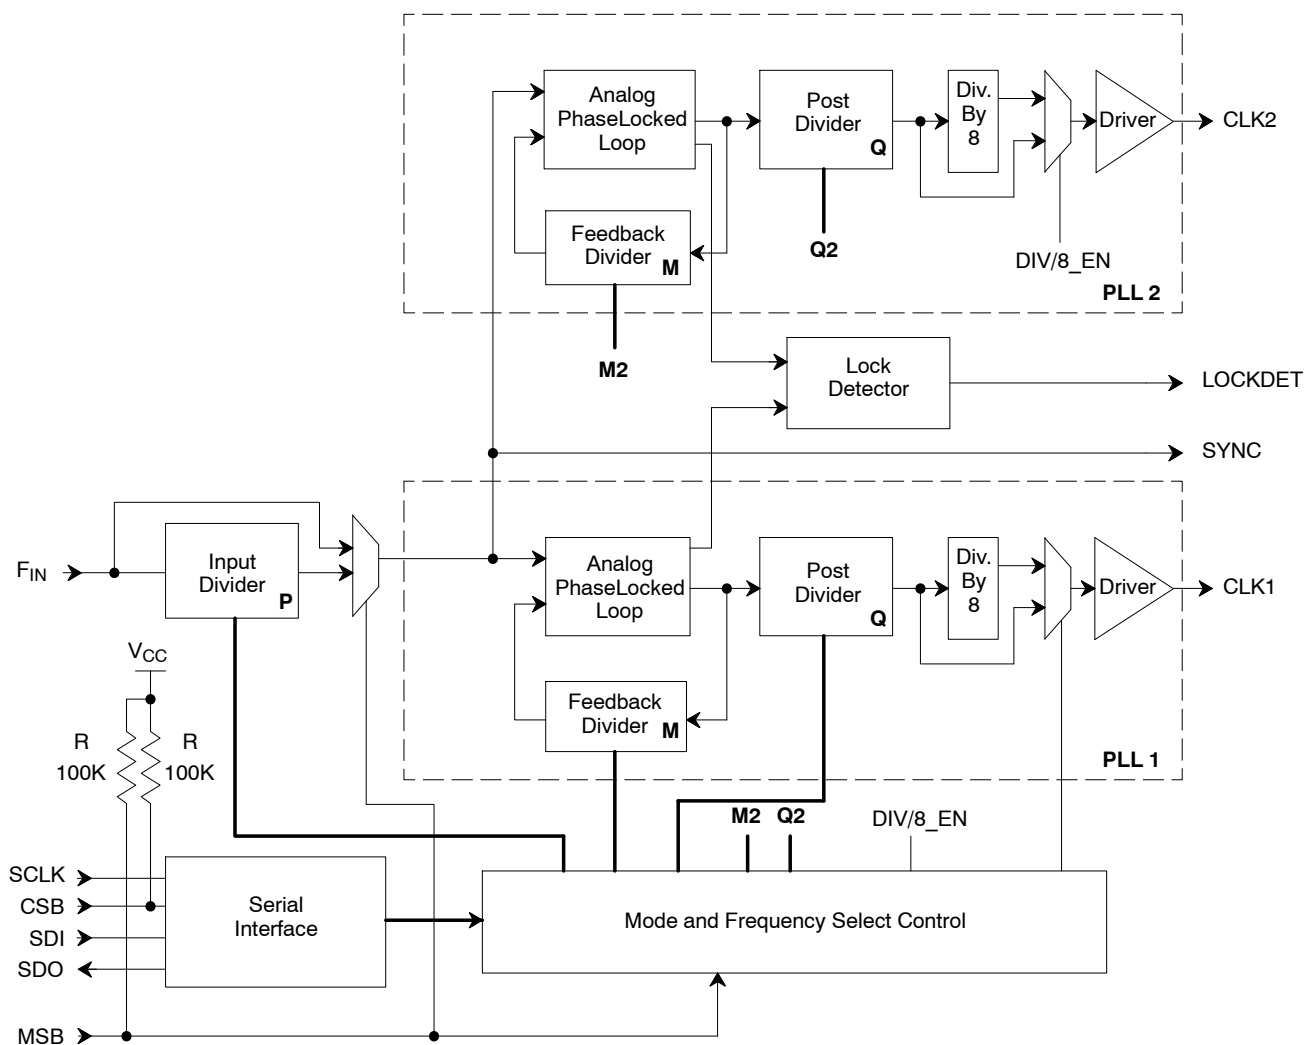 Analog
PhaseLocked
Loop
Post
Divider
Q
Div.
By
8
Driver
CLK2
Feedback
Divider
M
Q2
DIV/8_EN
PLL 2
M2
Lock
Detector
LOCKDET
SYNC
FIN
Input
Divider
P
Analog
PhaseLocked
Loop
Post
Divider
Q
Div.
By
8
Driver
CLK1
VCC
Feedback
Divider
M
R
100K
R
100K
PLL 1
M2
Q2
DIV/8_EN
SCLK
CSB
SDI
SDO
Serial
Interface
Mode and Frequency Select Control
MSB